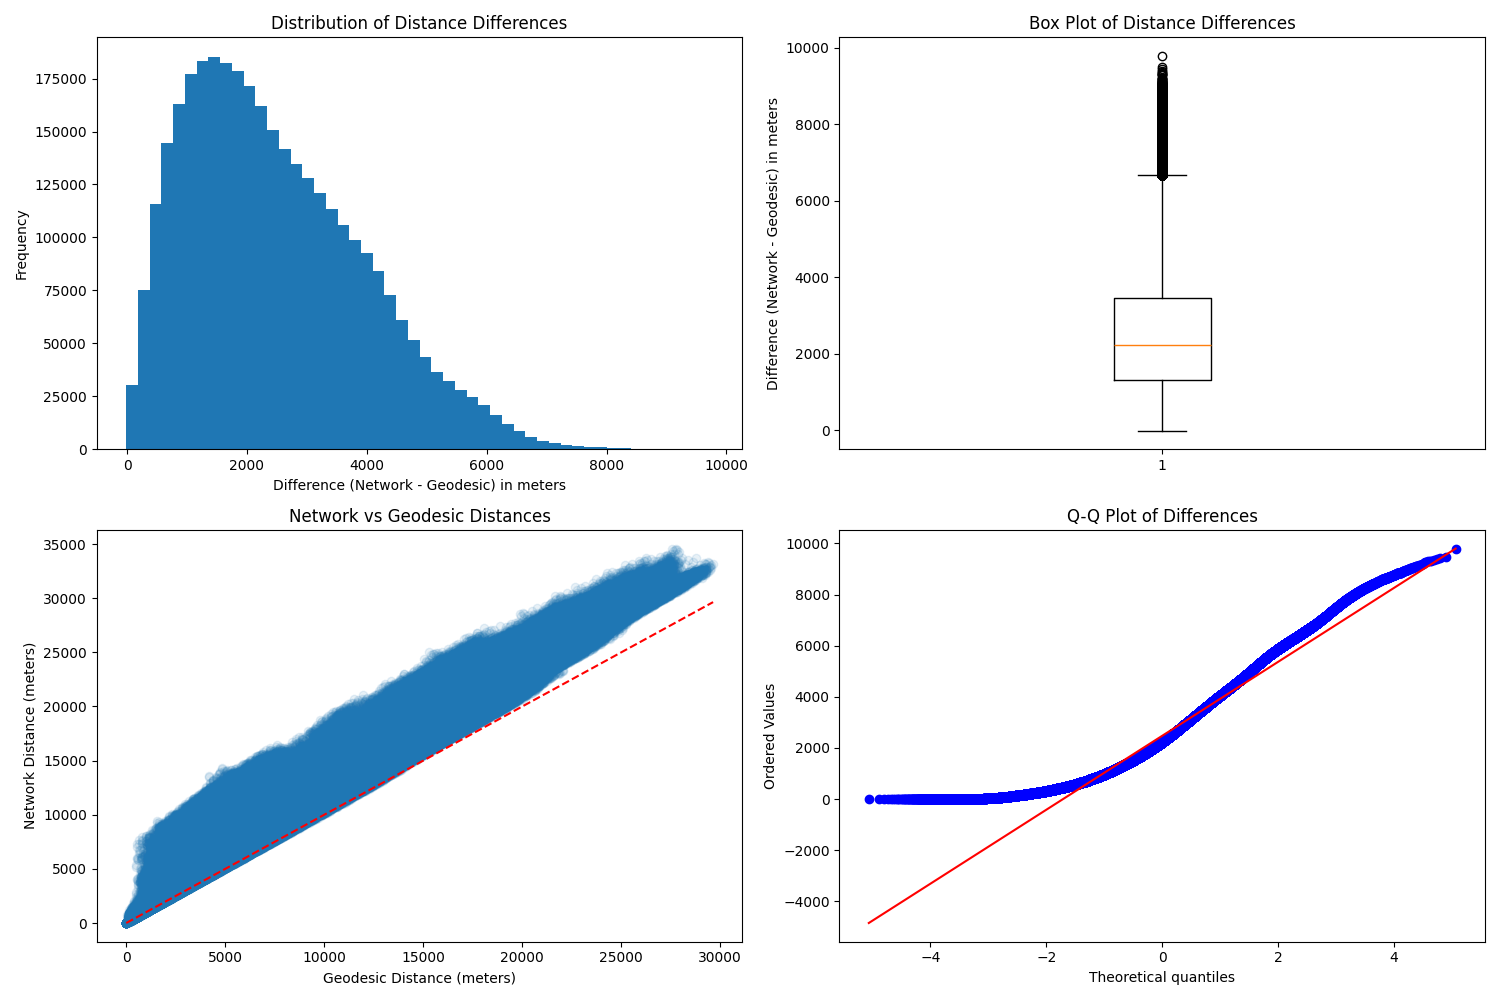 Distribution of Distance Differences
175000
150000
125000
100000
75000
50000
25000
0
Frequency
0 2000 4000 6000 8000 10000
Difference (Network - Geodesic) in meters
Box Plot of Distance Differences
10000
8000
6000
4000
2000
0
Difference (Network - Geodesic) in meters
1
Network vs Geodesic Distances
35000
30000
25000
20000
15000
10000
5000
0
Network Distance (meters)
0 5000 10000 15000 20000 25000 30000
Geodesic Distance (meters)
Q-Q Plot of Differences
10000
8000
6000
4000
2000
0
−2000
−4000
Ordered Values
−4 −2 0 2 4
Theoretical quantiles